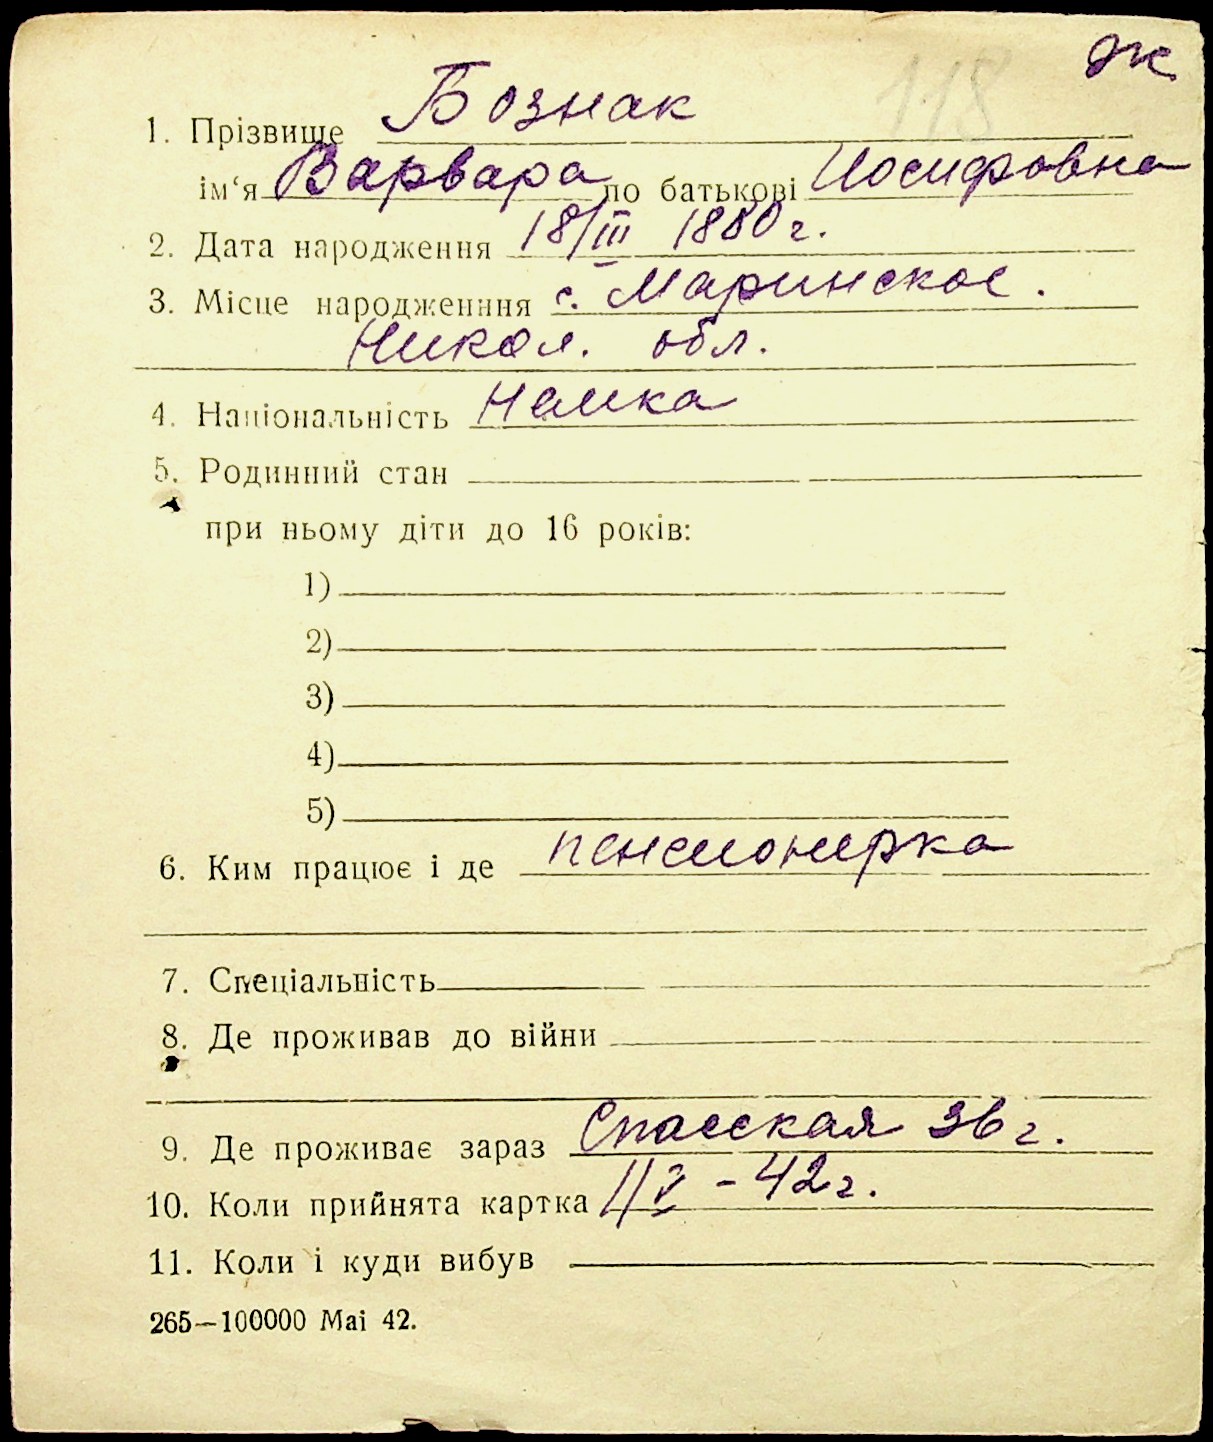 118 Эж
1. Прізвище Бознак
ім‘я Варвара по батькові Иосифовна
2. Дата народження 18/III 1880 г.
3. Місце народженння с. Маринское.
Никол. обл.
4. Національність Немка
5. Родинний стан
при ньому діти до 16 років:
1)
2)
3)
4)
5)
6. Ким працює і де пенсионерка
7. Спеціальність
8. Де проживав до війни
9. Де проживає зараз Спасская 36 г.
10. Коли прийнята картка 1/V - 42 г.
11. Коли і куди вибув
265—100000 Маі 42.